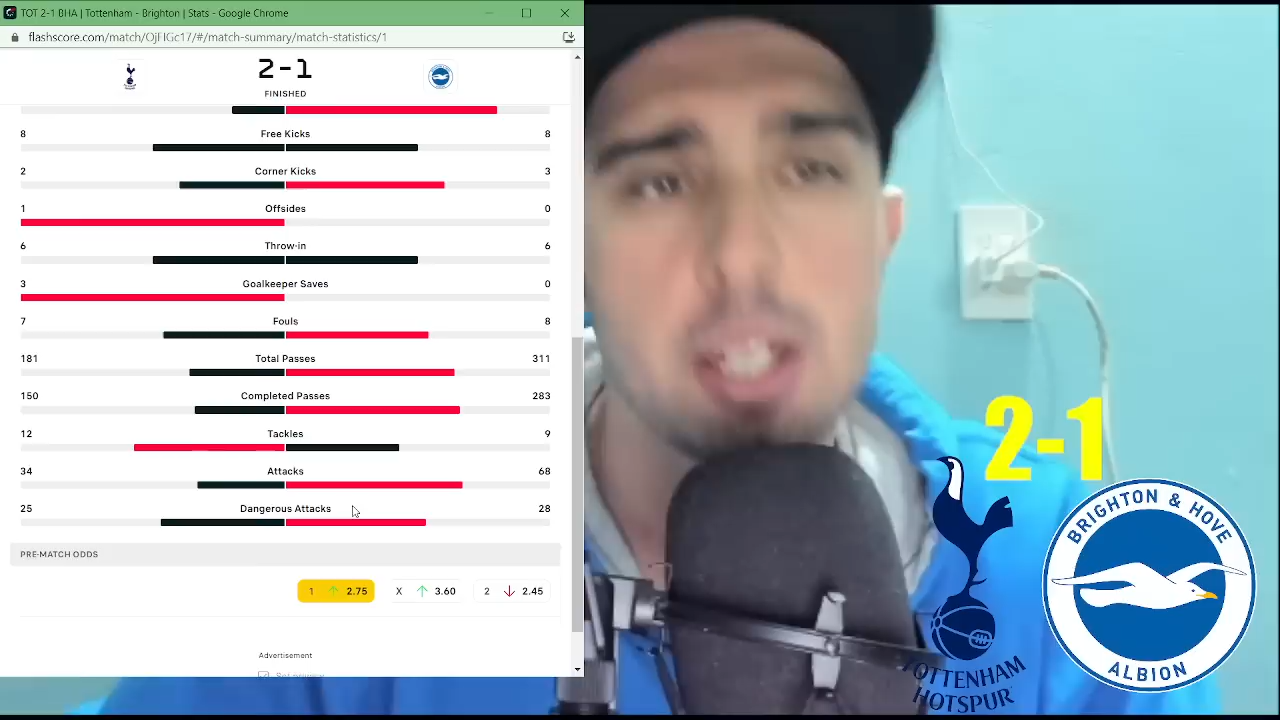 TOT 2-1 BHA | Tottenham - Brighton | Stats - Google Chrome
flashscore.com/match/OjFIGc17/#/match-summary/match-statistics/1
2-1
FINISHED
8 Free Kicks 8
2 Corner Kicks 3
1 Offsides 0
6 Throw-in 6
3 Goalkeeper Saves 0
7 Fouls 8
181 Total Passes 311
150 Completed Passes 283
12 Tackles 9
34 Attacks 68
25 Dangerous Attacks 28
PRE-MATCH ODDS
1 2.75 X 3.60 2 2.45
Advertisement
2-1
TOTTENHAM
HOTSPUR
BRIGHTON & HOVE
ALBION